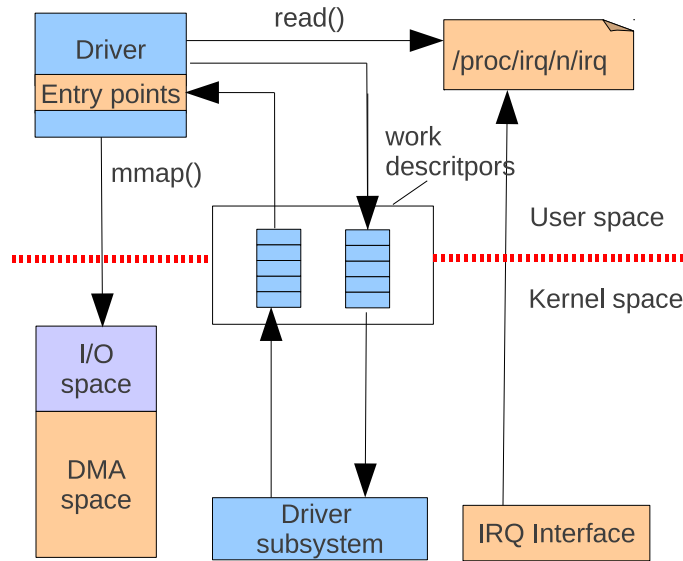 read()
Driver
/proc/irq/n/irq
Entry points
work
descritpors
mmap()
User space
Kernel space
I/O
space
DMA
space
Driver
subsystem
IRQ Interface